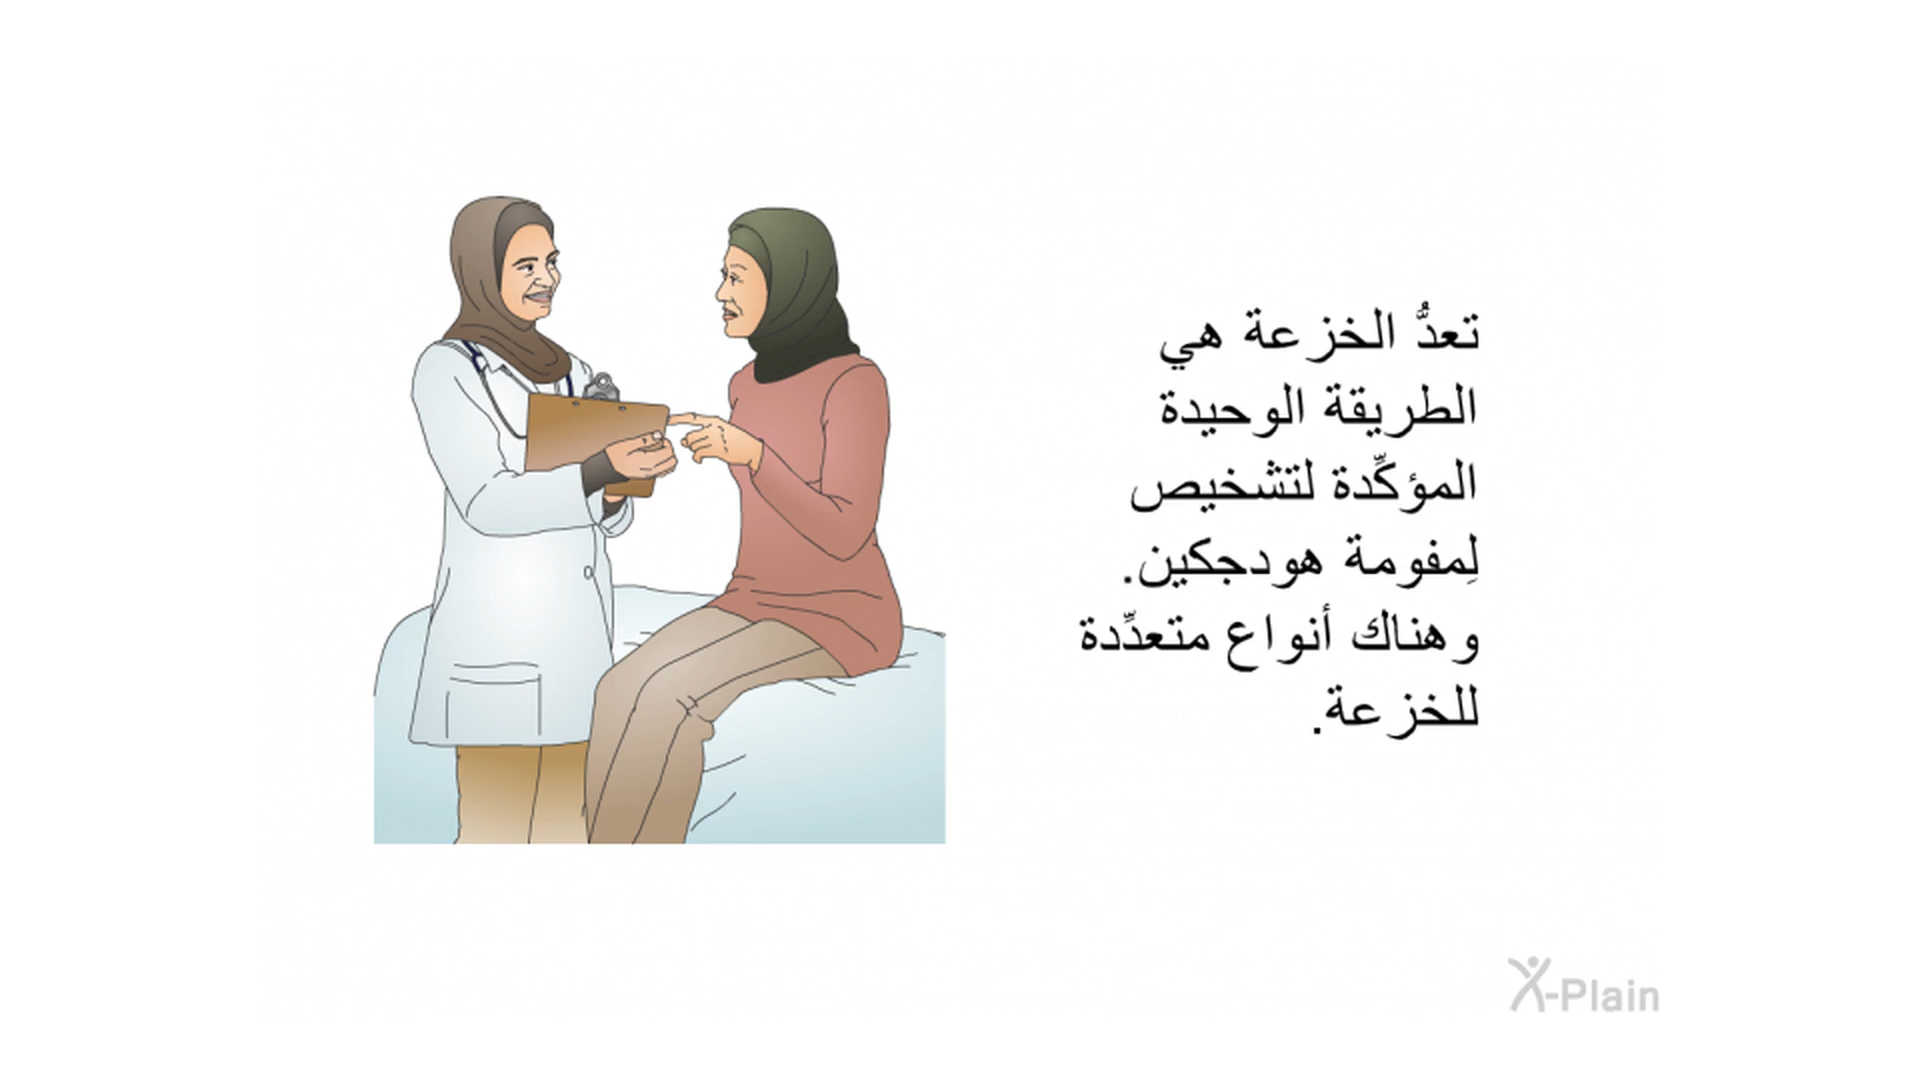 تعدُّ الخزعة هي
الطريقة الوحيدة
المؤكِّدة لتشخيص
لِمفومة هودجكين.
وهناك أنواع متعدِّدة
للخزعة.
X-Plain